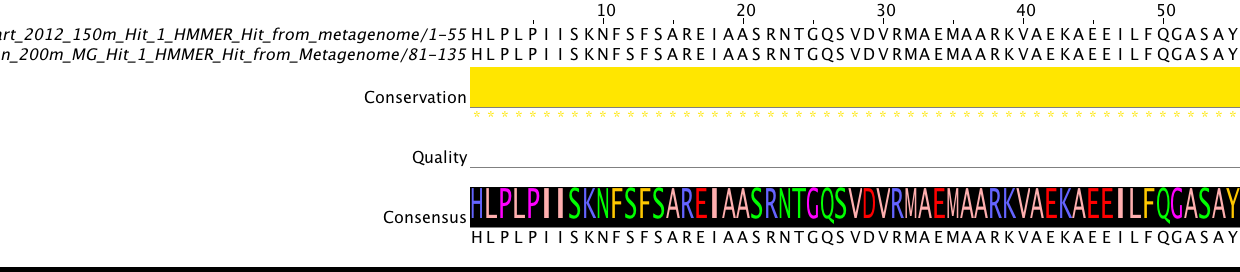 10 20 30 40 50
art_2012_150m_Hit_1_HMMER_Hit_from_metagenome/1-55 HLPLPIISKNFSFSAREIAASRNTGQSVDVRMAEMAARKVAEKAEEILFQGASAY
n_200m_MG_Hit_1_HMMER_Hit_from_Metagenome/81-135 HLPLPIISKNFSFSAREIAASRNTGQSVDVRMAEMAARKVAEKAEEILFQGASAY
Conservation
*******************************************************
Quality
Consensus HLPLPIISKNFSFSAREIAASRNTGQSVDVRMAEMAARKVAEKAEEILFQGASAY
HLPLPIISKNFSFSAREIAASRNTGQSVDVRMAEMAARKVAEKAEEILFQGASAY